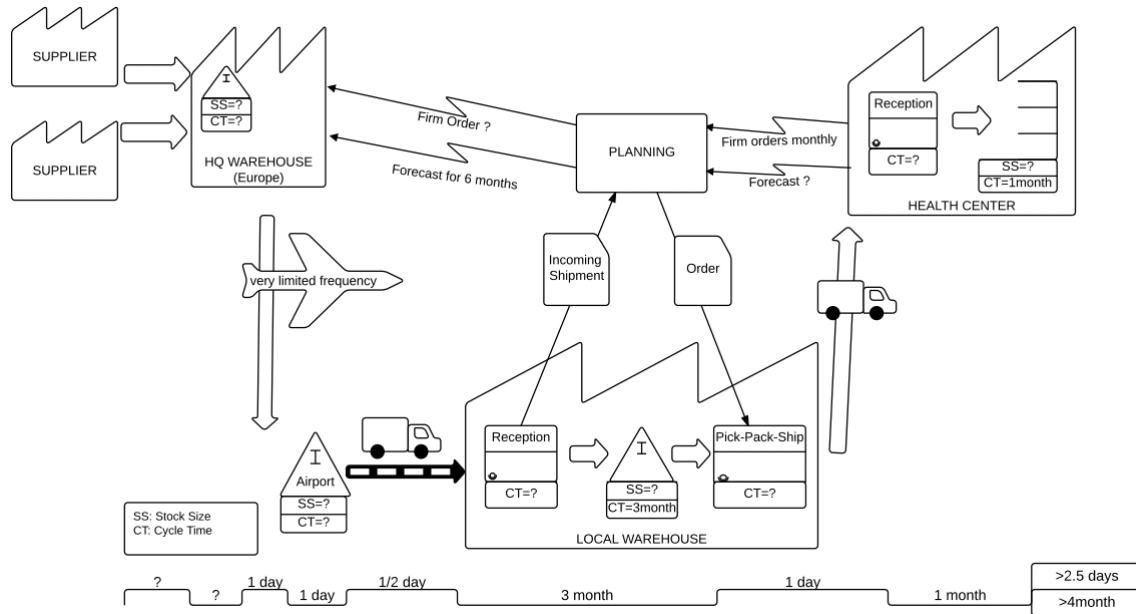 SUPPLIER
SUPPLIER
I
SS=?
CT=?
HQ WAREHOUSE
(Europe)
Firm Order ?
Forecast for 6 months
PLANNING
Firm orders monthly
Forecast ?
Reception
CT=?
SS=?
CT=1month
HEALTH CENTER
very limited frequency
Incoming
Shipment
Order
I
Airport
SS=?
CT=?
Reception
CT=?
I
SS=?
CT=3month
Pick-Pack-Ship
CT=?
LOCAL WAREHOUSE
SS: Stock Size
CT: Cycle Time
?
?
1 day
1 day
1/2 day
3 month
1 day
1 month
>2.5 days
>4month